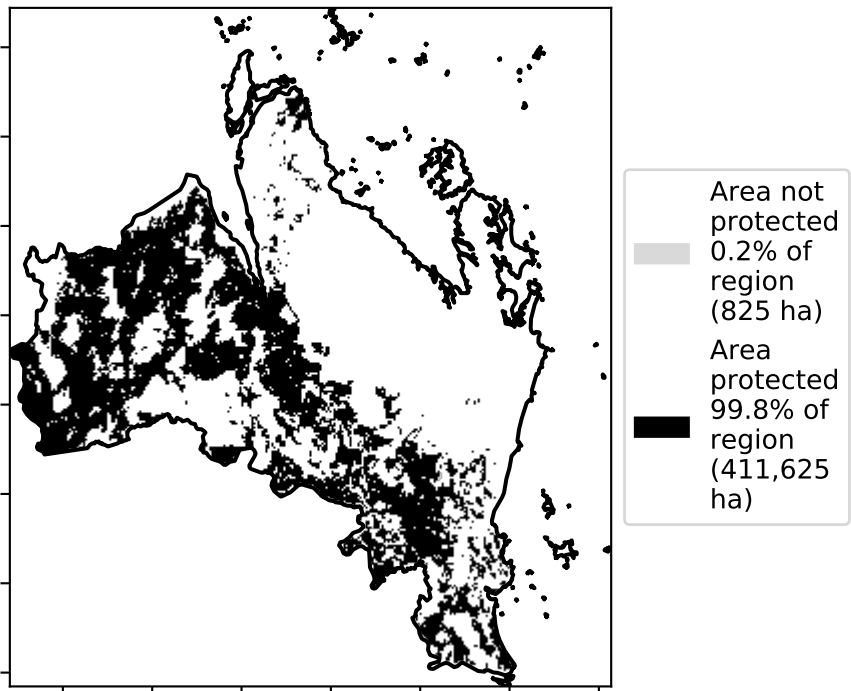 Area not
protected
0.2% of
region
(825 ha)
Area
protected
99.8% of
region
(411,625
ha)